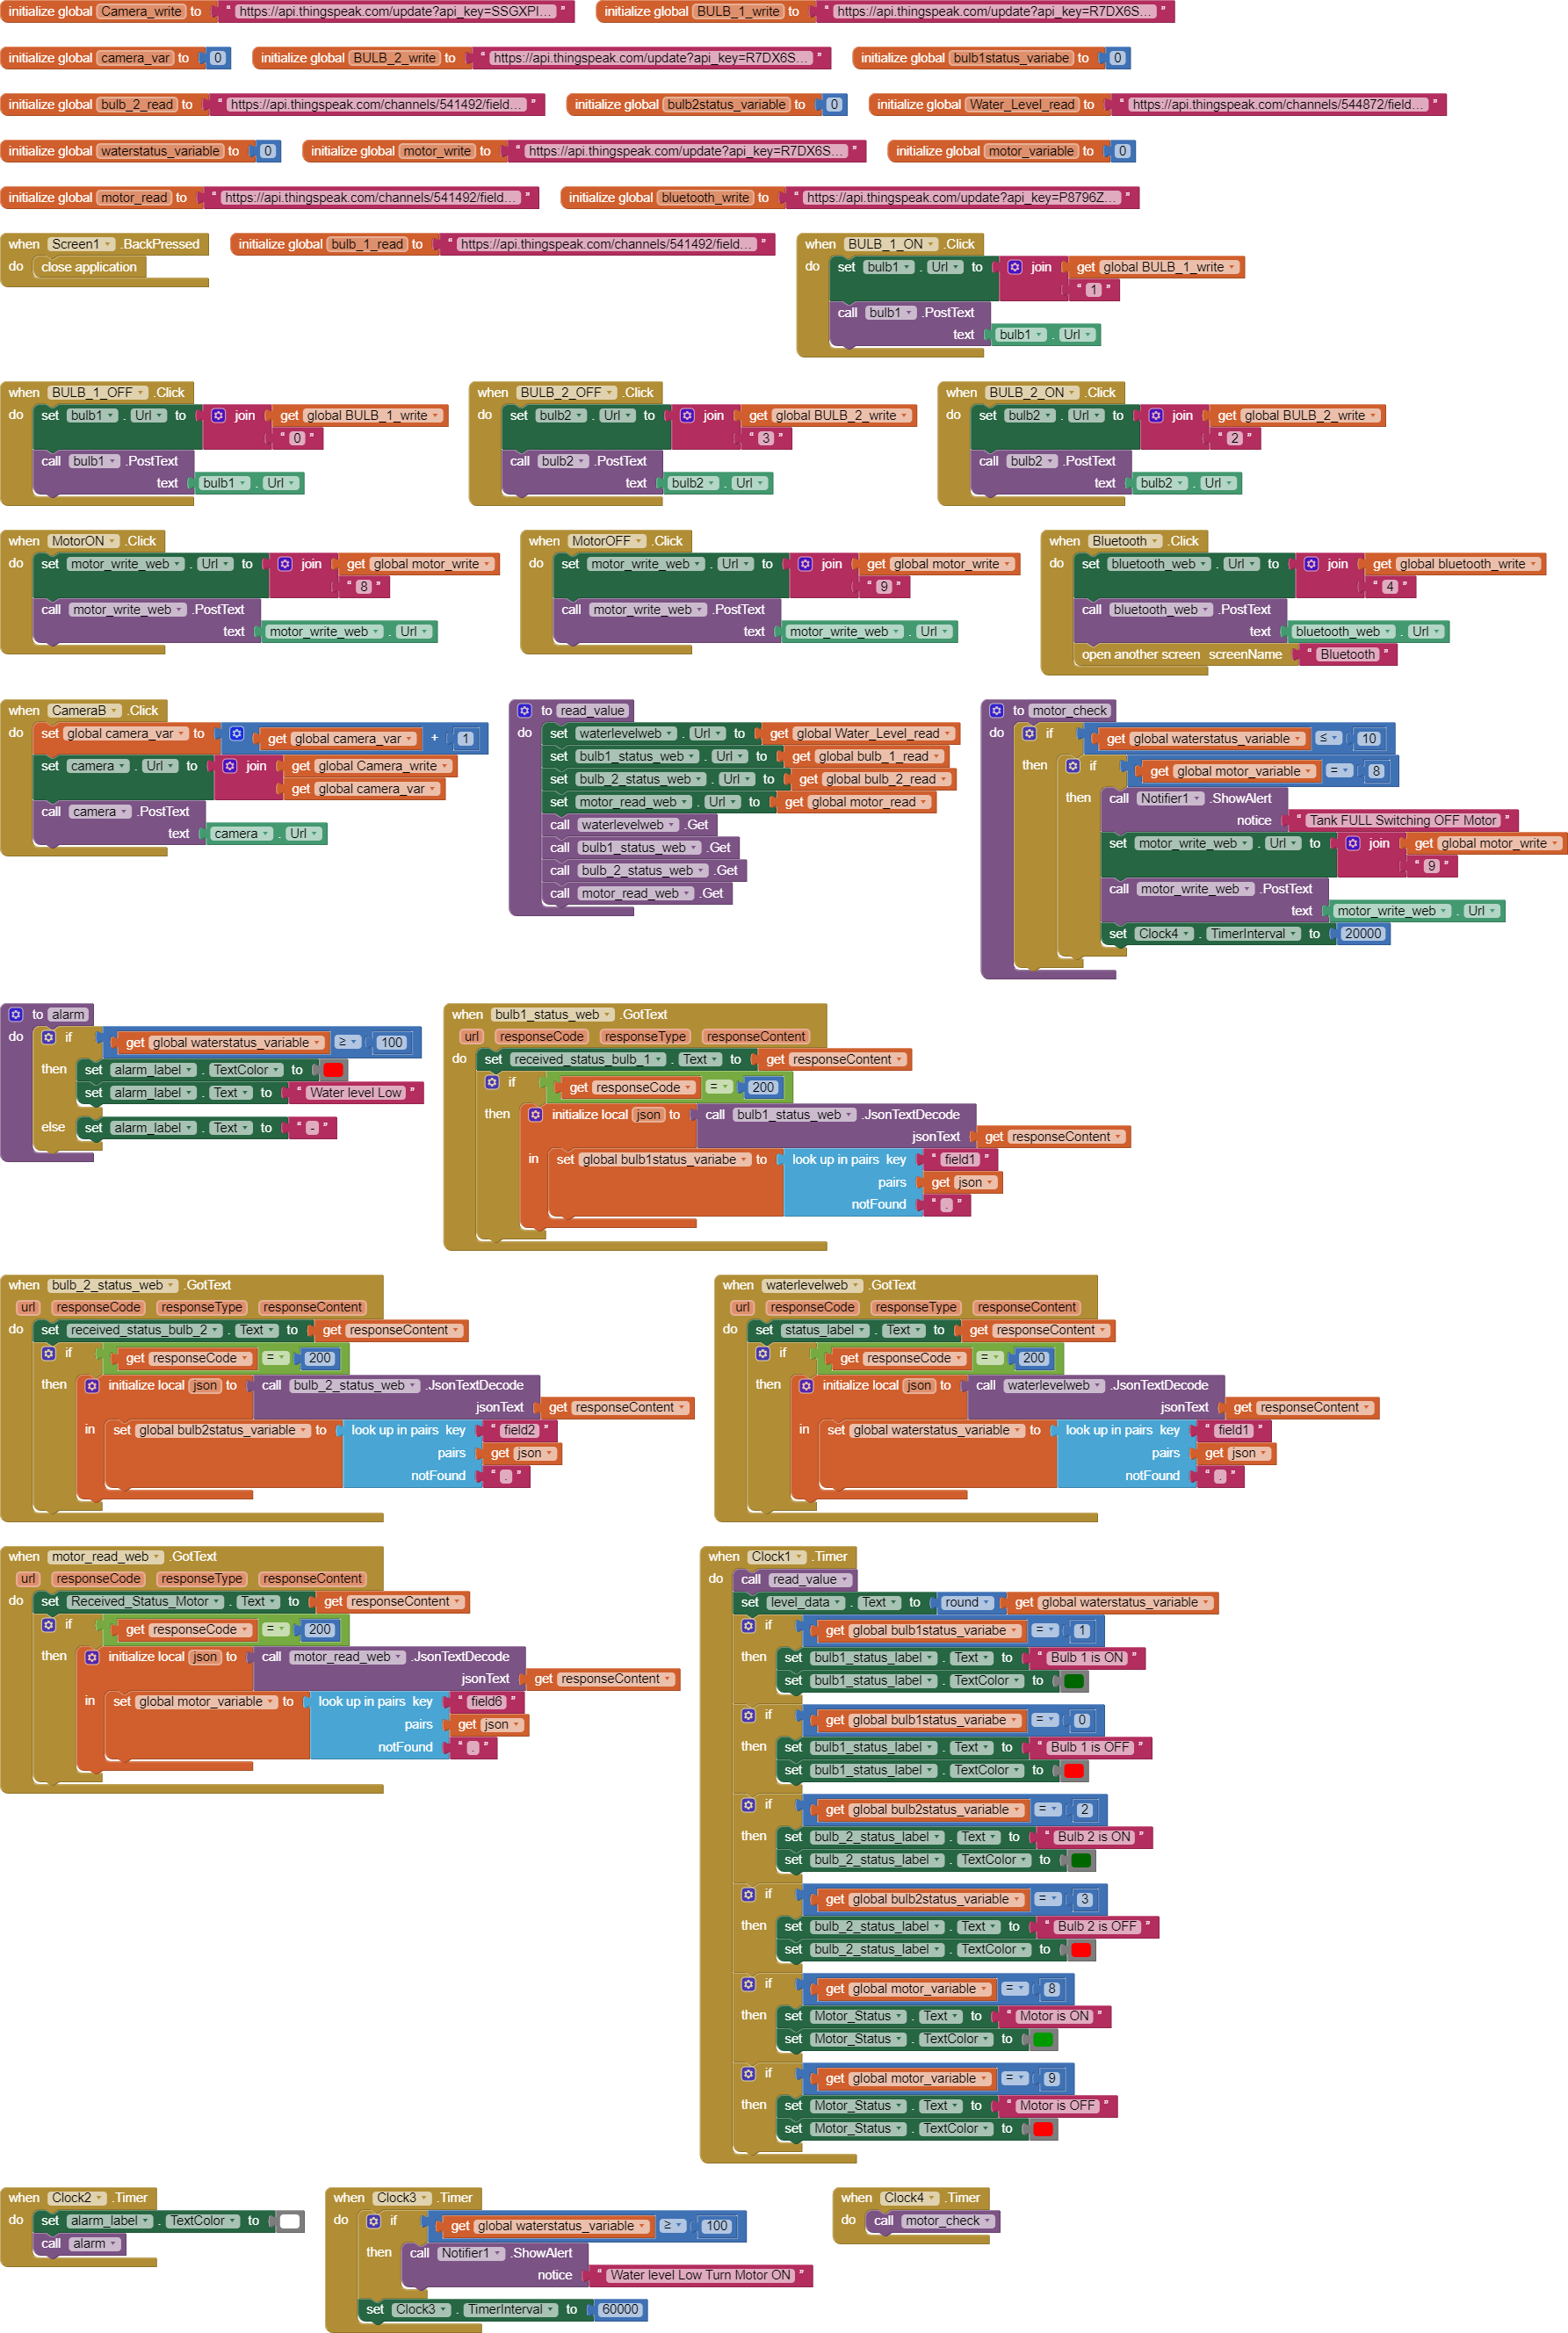 initialize global Camera_write to “ https://api.thingspeak.com/update?api_key=SSGXPI... ” initialize global BULB_1_write to “ https://api.thingspeak.com/update?api_key=R7DX6S... ”
initialize global camera_var to 0 initialize global BULB_2_write to “ https://api.thingspeak.com/update?api_key=R7DX6S... ” initialize global bulb1status_variabe to 0
initialize global bulb_2_read to “ https://api.thingspeak.com/channels/541492/field... ” initialize global bulb2status_variable to 0 initialize global Water_Level_read to “ https://api.thingspeak.com/channels/544872/field... ”
initialize global waterstatus_variable to 0 initialize global motor_write to “ https://api.thingspeak.com/update?api_key=R7DX6S... ” initialize global motor_variable to 0
initialize global motor_read to “ https://api.thingspeak.com/channels/541492/field... ” initialize global bluetooth_write to “ https://api.thingspeak.com/update?api_key=P8796Z... ”
when Screen1 .BackPressed
do close application
initialize global bulb_1_read to “ https://api.thingspeak.com/channels/541492/field... ”
when BULB_1_ON .Click
do set bulb1 . Url to join get global BULB_1_write
“ 1 ”
call bulb1 .PostText
text bulb1 . Url
when BULB_1_OFF .Click
do set bulb1 . Url to join get global BULB_1_write
“ 0 ”
call bulb1 .PostText
text bulb1 . Url
when BULB_2_OFF .Click
do set bulb2 . Url to join get global BULB_2_write
“ 3 ”
call bulb2 .PostText
text bulb2 . Url
when BULB_2_ON .Click
do set bulb2 . Url to join get global BULB_2_write
“ 2 ”
call bulb2 .PostText
text bulb2 . Url
when MotorON .Click
do set motor_write_web . Url to join get global motor_write
“ 8 ”
call motor_write_web .PostText
text motor_write_web . Url
when MotorOFF .Click
do set motor_write_web . Url to join get global motor_write
“ 9 ”
call motor_write_web .PostText
text motor_write_web . Url
when Bluetooth .Click
do set bluetooth_web . Url to join get global bluetooth_write
“ 4 ”
call bluetooth_web .PostText
text bluetooth_web . Url
open another screen screenName “ Bluetooth ”
when CameraB .Click
do set global camera_var to get global camera_var + 1
set camera . Url to join get global Camera_write
get global camera_var
call camera .PostText
text camera . Url
to read_value
do set waterlevelweb . Url to get global Water_Level_read
set bulb1_status_web . Url to get global bulb_1_read
set bulb_2_status_web . Url to get global bulb_2_read
set motor_read_web . Url to get global motor_read
call waterlevelweb .Get
call bulb1_status_web .Get
call bulb_2_status_web .Get
call motor_read_web .Get
to motor_check
do if get global waterstatus_variable ≤ 10
then if get global motor_variable = 8
then call Notifier1 .ShowAlert
notice “ Tank FULL Switching OFF Motor ”
set motor_write_web . Url to join get global motor_write
“ 9 ”
call motor_write_web .PostText
text motor_write_web . Url
set Clock4 . TimerInterval to 20000
to alarm
do if get global waterstatus_variable ≥ 100
then set alarm_label . TextColor to
set alarm_label . Text to “ Water level Low ”
else set alarm_label . Text to “ - ”
when bulb1_status_web .GotText
url responseCode responseType responseContent
do set received_status_bulb_1 . Text to get responseContent
if get responseCode = 200
then initialize local json to call bulb1_status_web .JsonTextDecode
jsonText get responseContent
in set global bulb1status_variabe to look up in pairs key “ field1 ”
pairs get json
notFound “ . ”
when bulb_2_status_web .GotText
url responseCode responseType responseContent
do set received_status_bulb_2 . Text to get responseContent
if get responseCode = 200
then initialize local json to call bulb_2_status_web .JsonTextDecode
jsonText get responseContent
in set global bulb2status_variable to look up in pairs key “ field2 ”
pairs get json
notFound “ . ”
when waterlevelweb .GotText
url responseCode responseType responseContent
do set status_label . Text to get responseContent
if get responseCode = 200
then initialize local json to call waterlevelweb .JsonTextDecode
jsonText get responseContent
in set global waterstatus_variable to look up in pairs key “ field1 ”
pairs get json
notFound “ . ”
when motor_read_web .GotText
url responseCode responseType responseContent
do set Received_Status_Motor . Text to get responseContent
if get responseCode = 200
then initialize local json to call motor_read_web .JsonTextDecode
jsonText get responseContent
in set global motor_variable to look up in pairs key “ field6 ”
pairs get json
notFound “ . ”
when Clock1 .Timer
do call read_value
set level_data . Text to round get global waterstatus_variable
if get global bulb1status_variabe = 1
then set bulb1_status_label . Text to “ Bulb 1 is ON ”
set bulb1_status_label . TextColor to
if get global bulb1status_variabe = 0
then set bulb1_status_label . Text to “ Bulb 1 is OFF ”
set bulb1_status_label . TextColor to
if get global bulb2status_variable = 2
then set bulb_2_status_label . Text to “ Bulb 2 is ON ”
set bulb_2_status_label . TextColor to
if get global bulb2status_variable = 3
then set bulb_2_status_label . Text to “ Bulb 2 is OFF ”
set bulb_2_status_label . TextColor to
if get global motor_variable = 8
then set Motor_Status . Text to “ Motor is ON ”
set Motor_Status . TextColor to
if get global motor_variable = 9
then set Motor_Status . Text to “ Motor is OFF ”
set Motor_Status . TextColor to
when Clock2 .Timer
do set alarm_label . TextColor to
call alarm
when Clock3 .Timer
do if get global waterstatus_variable ≥ 100
then call Notifier1 .ShowAlert
notice “ Water level Low Turn Motor ON ”
set Clock3 . TimerInterval to 60000
when Clock4 .Timer
do call motor_check